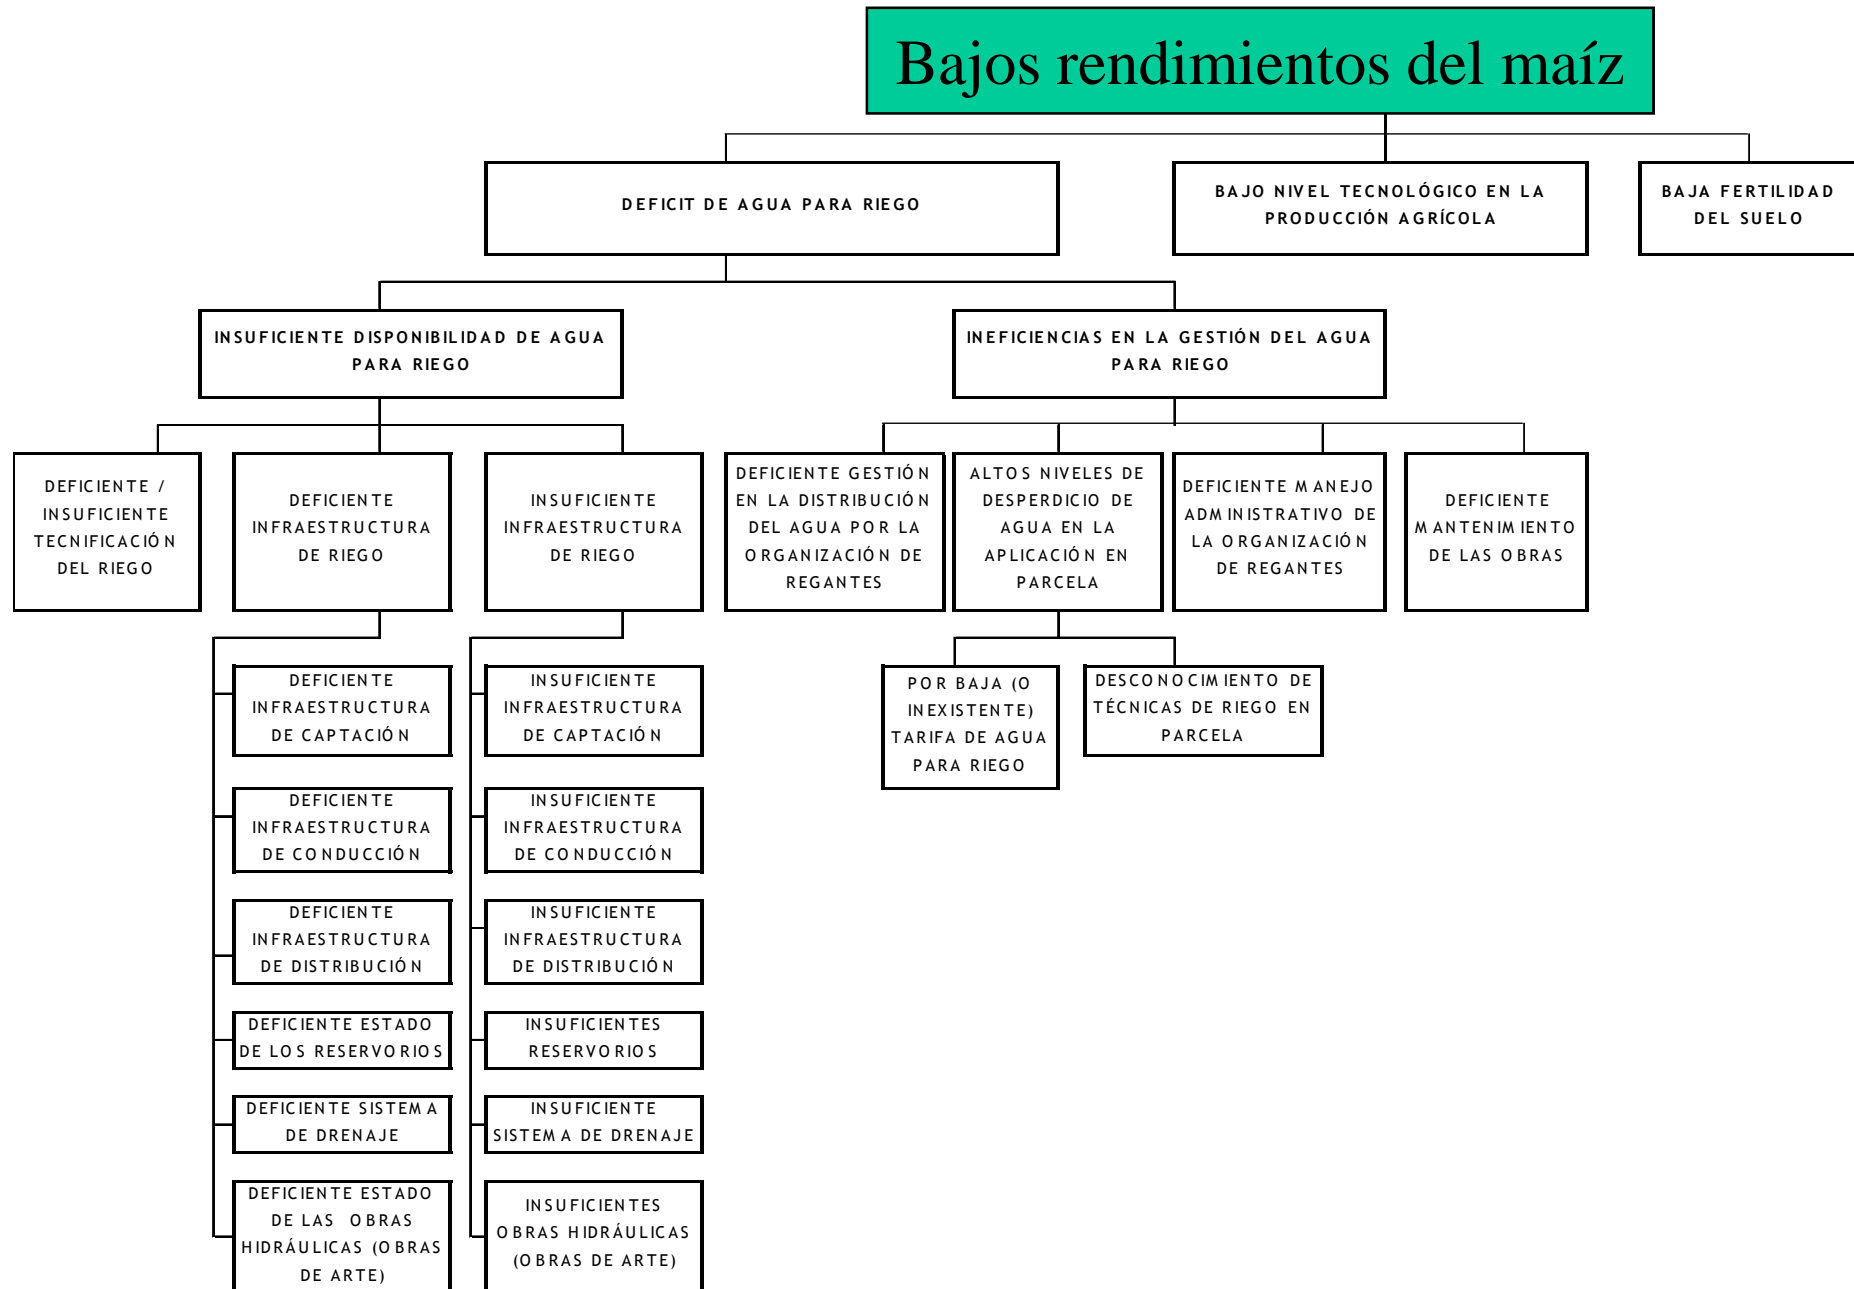 Bajos rendimientos del maíz
DEFICIT DE AGUA PARA RIEGO
BAJO NIVEL TECNOLÓGICO EN LA
PRODUCCIÓN AGRÍCOLA
BAJA FERTILIDAD
DEL SUELO
INSUFICIENTE DISPONIBILIDAD DE AGUA
PARA RIEGO
INEFICIENCIAS EN LA GESTIÓN DEL AGUA
PARA RIEGO
DEFICIENTE /
INSUFICIENTE
TECNIFICACIÓN
DEL RIEGO
DEFICIENTE
INFRAESTRUCTURA
DE RIEGO
INSUFICIENTE
INFRAESTRUCTURA
DE RIEGO
DEFICIENTE GESTIÓN
EN LA DISTRIBUCIÓN
DEL AGUA POR LA
ORGANIZACIÓN DE
REGANTES
ALTOS NIVELES DE
DESPERDICIO DE
AGUA EN LA
APLICACIÓN EN
PARCELA
DEFICIENTE MANEJO
ADMINISTRATIVO DE
LA ORGANIZACIÓN
DE REGANTES
DEFICIENTE
MANTENIMIENTO
DE LAS OBRAS
DEFICIENTE
INFRAESTRUCTURA
DE CAPTACIÓN
INSUFICIENTE
INFRAESTRUCTURA
DE CAPTACIÓN
POR BAJA (O
INEXISTENTE)
TARIFA DE AGUA
PARA RIEGO
DESCONOCIMIENTO DE
TÉCNICAS DE RIEGO EN
PARCELA
DEFICIENTE
INFRAESTRUCTURA
DE CONDUCCIÓN
INSUFICIENTE
INFRAESTRUCTURA
DE CONDUCCIÓN
DEFICIENTE
INFRAESTRUCTURA
DE DISTRIBUCIÓN
INSUFICIENTE
INFRAESTRUCTURA
DE DISTRIBUCIÓN
DEFICIENTE ESTADO
DE LOS RESERVORIOS
INSUFICIENTES
RESERVORIOS
DEFICIENTE SISTEMA
DE DRENAJE
INSUFICIENTE
SISTEMA DE DRENAJE
DEFICIENTE ESTADO
DE LAS OBRAS
HIDRÁULICAS (OBRAS
DE ARTE)
INSUFICIENTES
OBRAS HIDRÁULICAS
(OBRAS DE ARTE)